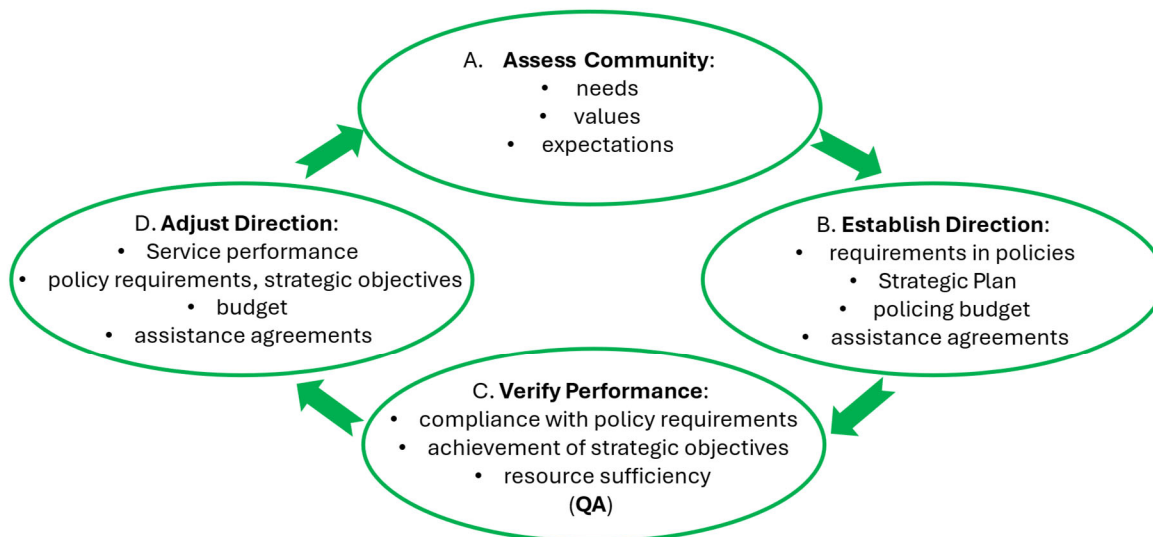 A. Assess Community:
• needs
• values
• expectations
B. Establish Direction:
• requirements in policies
• Strategic Plan
• policing budget
• assistance agreements
C. Verify Performance:
• compliance with policy requirements
• achievement of strategic objectives
• resource sufficiency
(QA)
D. Adjust Direction:
• Service performance
• policy requirements, strategic objectives
• budget
• assistance agreements